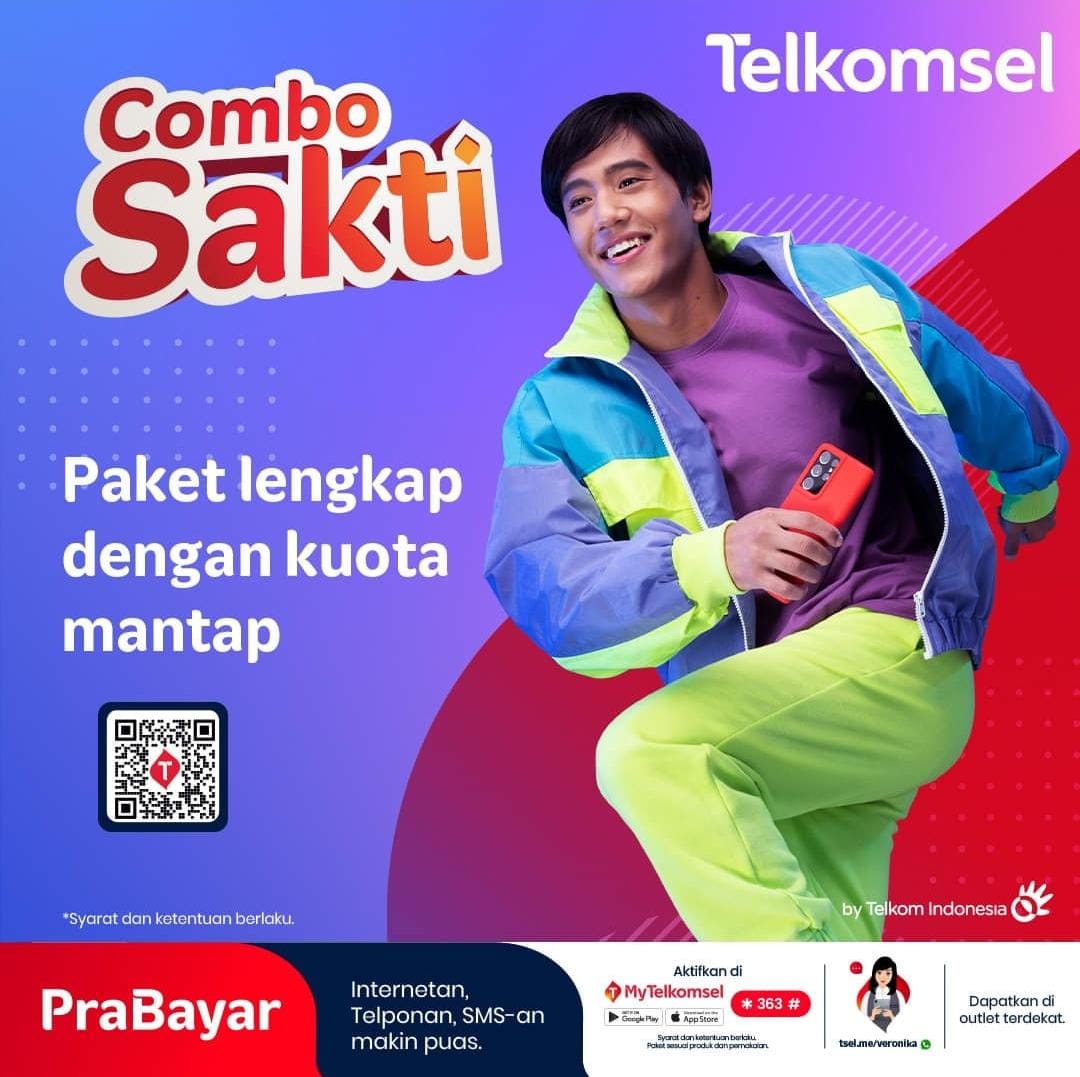 Telkomsel
Combo
Sakti
Paket lengkap
dengan kuota
mantap
T
*Syarat dan ketentuan berlaku.
by Telkom Indonesia
PraBayar
Internetan,
Telponan, SMS-an
makin puas.
Aktifkan di
T MyTelkomsel
* 363 #
GET IT ON
Google Play
Download on the
App Store
Syarat dan ketentuan berlaku.
Paket sesuai produk dan pemakaian.
tsel.me/veronika
Dapatkan di
outlet terdekat.